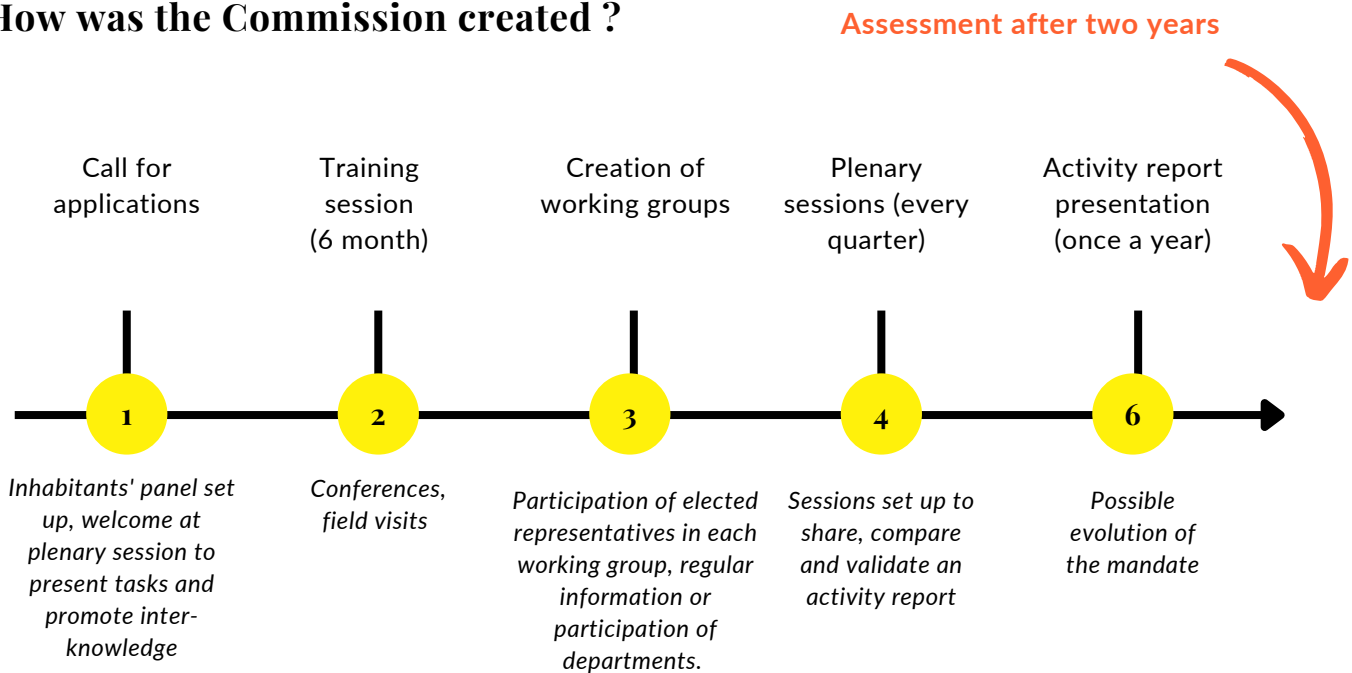 How was the Commission created ?
Assessment after two years
Call for
applications
Training
session
(6 month)
Creation of
working groups
Plenary
sessions (every
quarter)
Activity report
presentation
(once a year)
1
2
3
4
6
Inhabitants' panel set
up, welcome at
plenary session to
present tasks and
promote inter-
knowledge
Conferences,
field visits
Participation of elected
representatives in each
working group, regular
information or
participation of
departments.
Sessions set up to
share, compare
and validate an
activity report
Possible
evolution of
the mandate